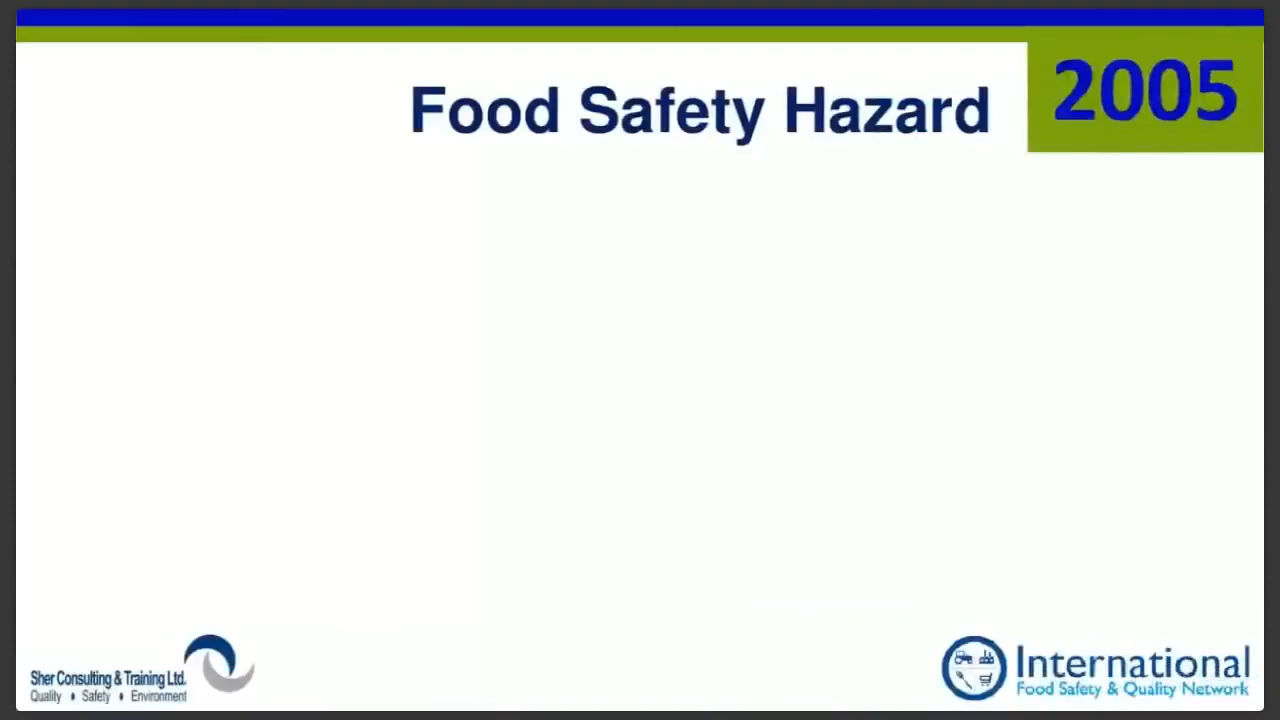 Food Safety Hazard
2005
Sher Consulting & Training Ltd.
Quality • Safety • Environment
International
Food Safety & Quality Network